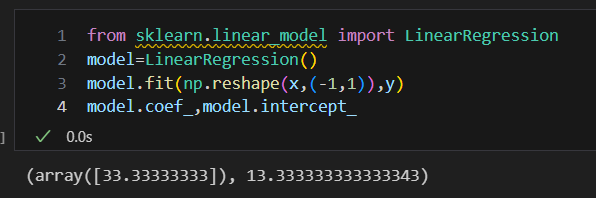 1 from sklearn.linear_model import LinearRegression
2 model=LinearRegression()
3 model.fit(np.reshape(x,(-1,1)),y)
4 model.coef_,model.intercept_
] ✓ 0.0s
(array([33.33333333]), 13.333333333333343)